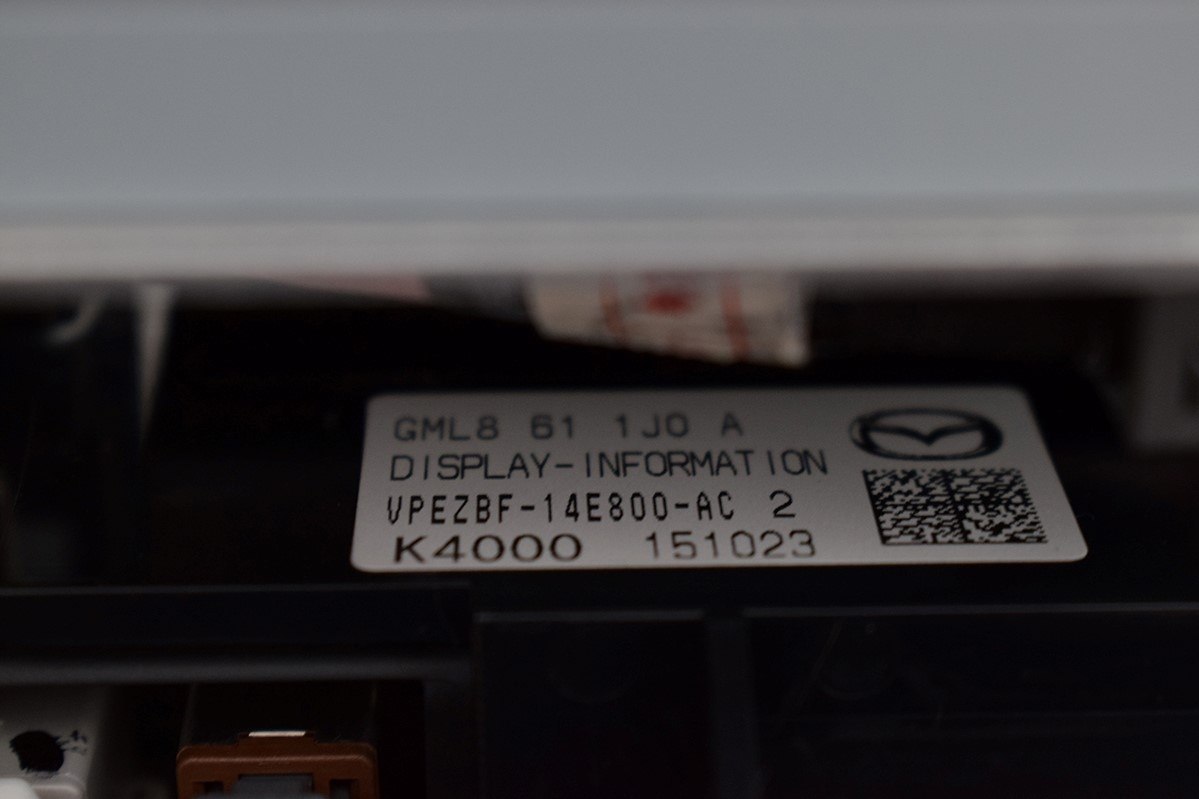 GML8 61 1J0 A
DISPLAY-INFORMATION
VPEZBF-14E800-AC 2
K4000 151023